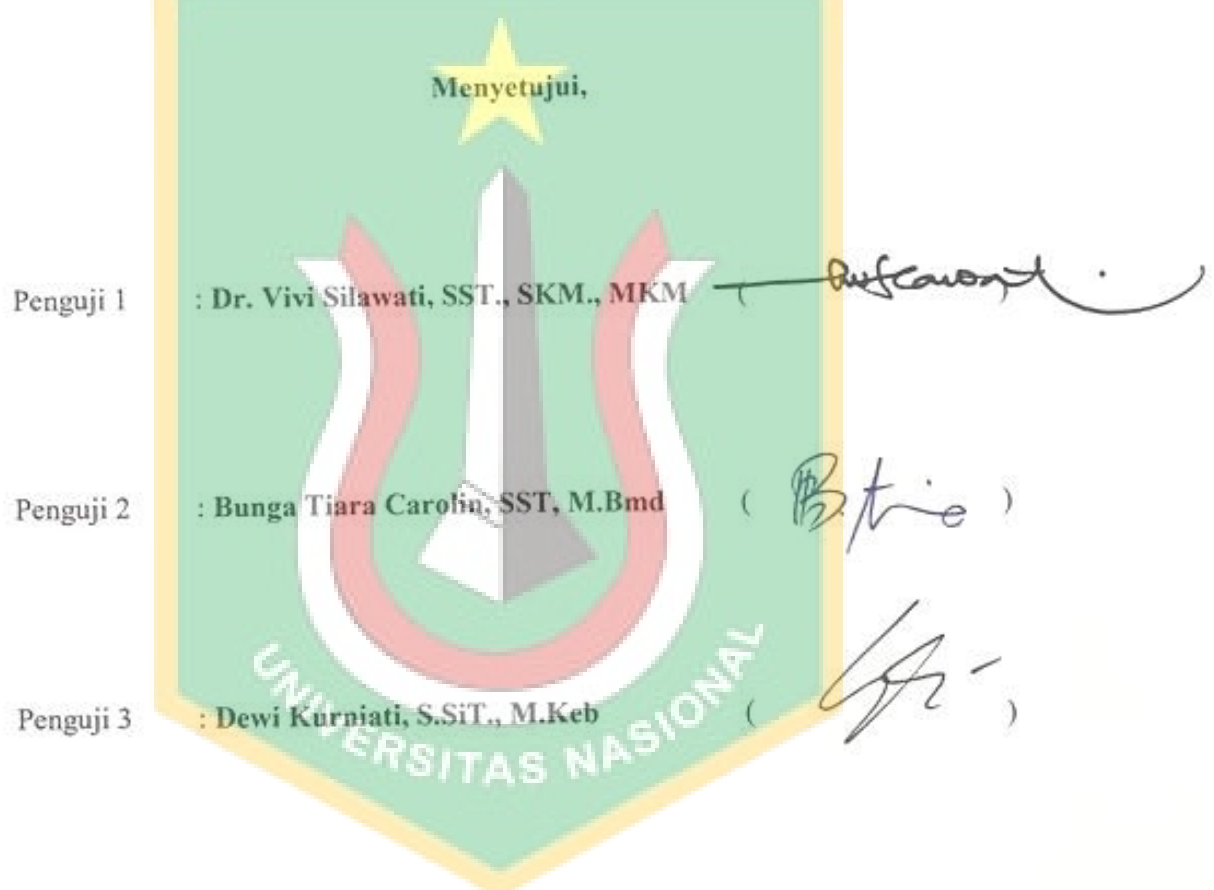 Menyetujui,
Penguji 1 : Dr. Vivi Silawati, SST., SKM., MKM ( )
Penguji 2 : Bunga Tiara Carolin, SST, M.Bmd ( )
Penguji 3 : Dewi Kurniati, S.SiT., M.Keb ( )
UNIVERSITAS NASIONAL